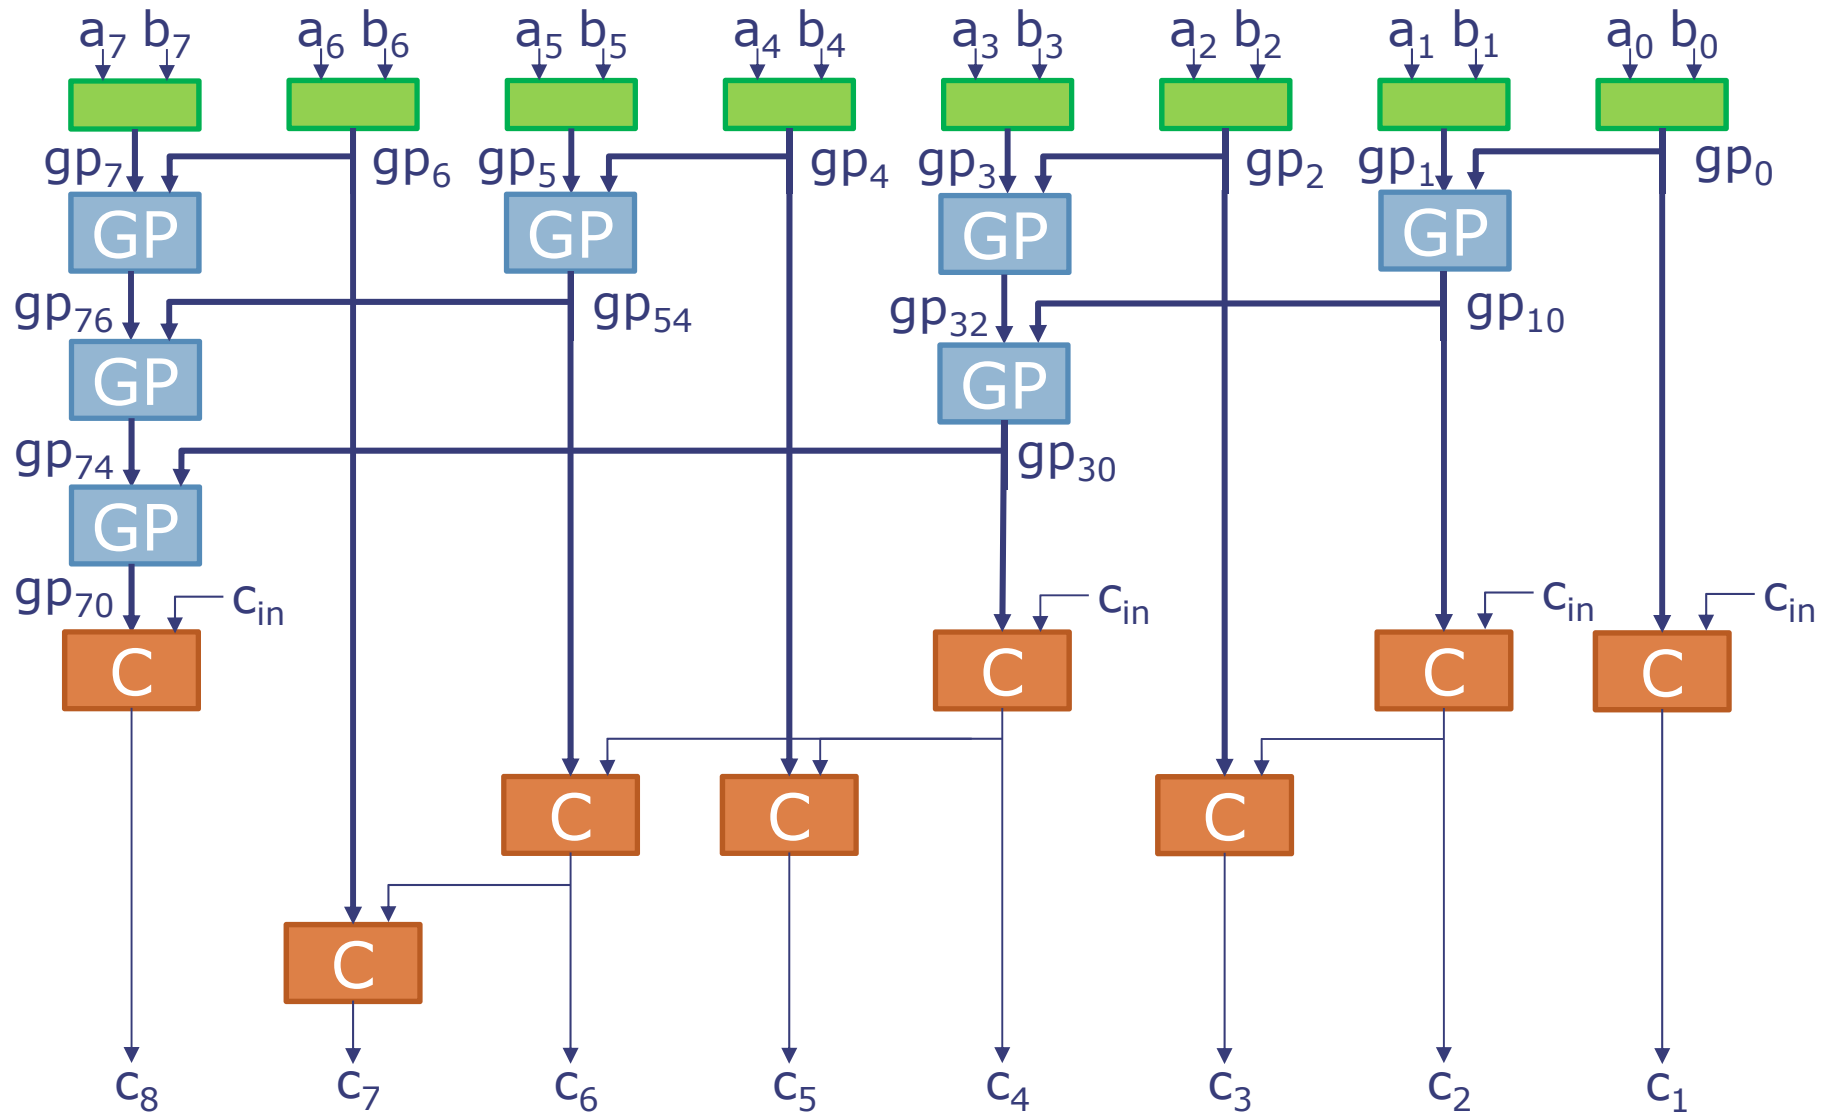 a₇ b₇ a₆ b₆ a₅ b₅ a₄ b₄ a₃ b₃ a₂ b₂ a₁ b₁ a₀ b₀
gp₇ gp₆ gp₅ gp₄ gp₃ gp₂ gp₁ gp₀
GP GP GP GP
gp₇₆ gp₅₄ gp₃₂ gp₁₀
GP GP
gp₇₄ gp₃₀
GP
gp₇₀ cᵢₙ cᵢₙ cᵢₙ cᵢₙ
C C C C
C C C
C
c₈ c₇ c₆ c₅ c₄ c₃ c₂ c₁